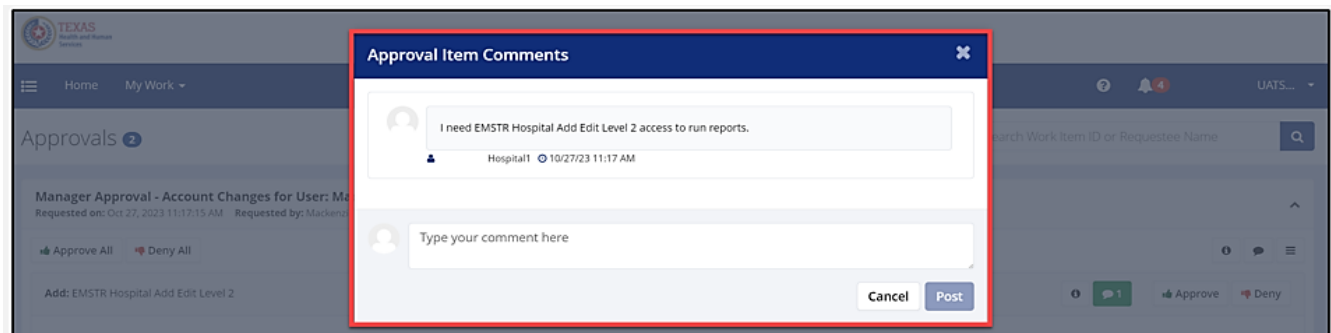 TEXAS
Health and Human
Services
Approval Item Comments
Home My Work
4
UATS...
I need EMSTR Hospital Add Edit Level 2 access to run reports.
Hospital1 10/27/23 11:17 AM
Approvals 2
earch Work Item ID or Requestee Name
Manager Approval - Account Changes for User: Ma
Requested on: Oct 27, 2023 11:17:15 AM Requested by: Mackenzi
Approve All Deny All
Type your comment here
Add: EMSTR Hospital Add Edit Level 2
1 Approve Deny
Cancel Post